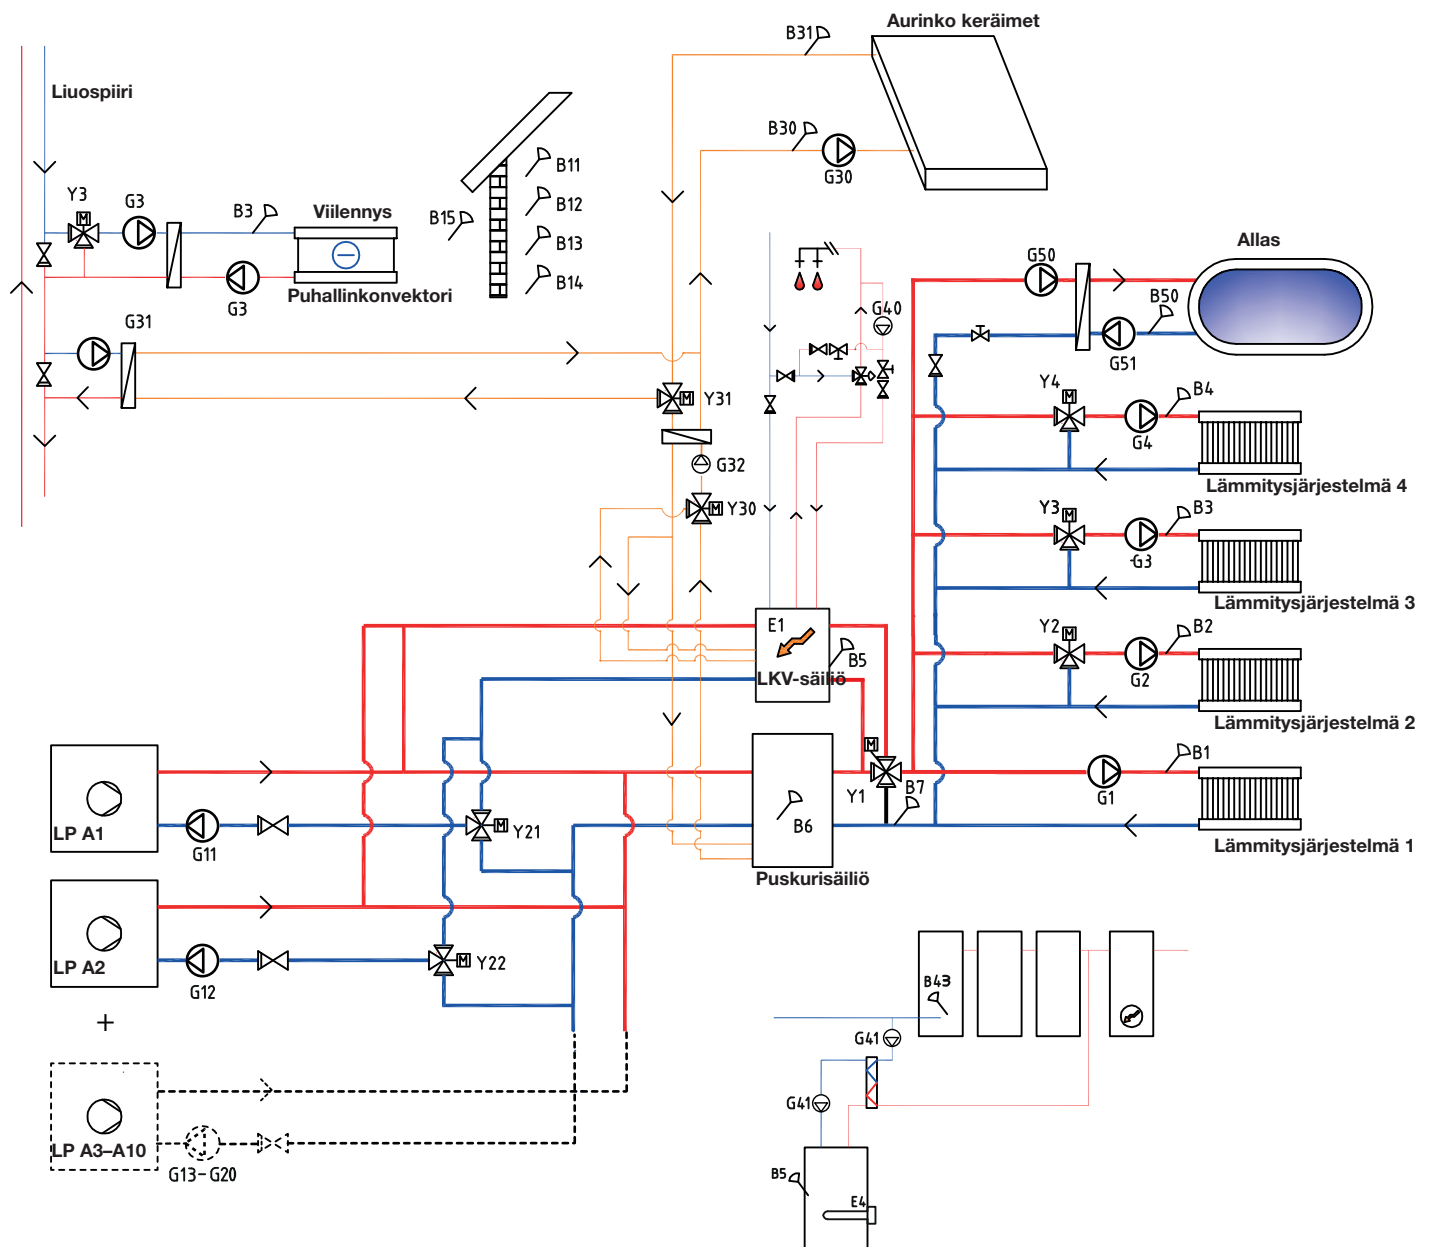 Aurinko keräimet
B31
Liuospiiri
B30
G30
B11
B12
B13
B14
B15
Y3
G3
B3
Viilennys
G3
Puhallinkonvektori
G31
Y31
G32
Y30
G40
Allas
G50
B50
G51
Y4
B4
G4
Lämmitysjärjestelmä 4
Y3
B3
G3
Lämmitysjärjestelmä 3
Y2
B2
G2
Lämmitysjärjestelmä 2
E1
B5
LKV-säiliö
M
Y1
B7
B1
G1
Lämmitysjärjestelmä 1
B6
Puskurisäiliö
LP A1
G11
M
Y21
LP A2
G12
M
Y22
+
LP A3–A10
G13–G20
B43
G41
G41
B5
E4